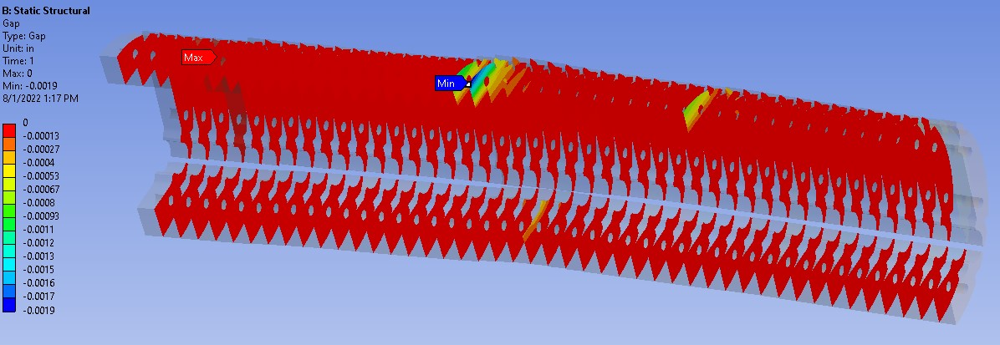 B: Static Structural
Gap
Type: Gap
Unit: in
Time: 1
Max: 0
Min: -0.0019
8/1/2022 1:17 PM
0
-0.00013
-0.00027
-0.0004
-0.00053
-0.00067
-0.0008
-0.00093
-0.0011
-0.0012
-0.0013
-0.0015
-0.0016
-0.0017
-0.0019
Max
Min